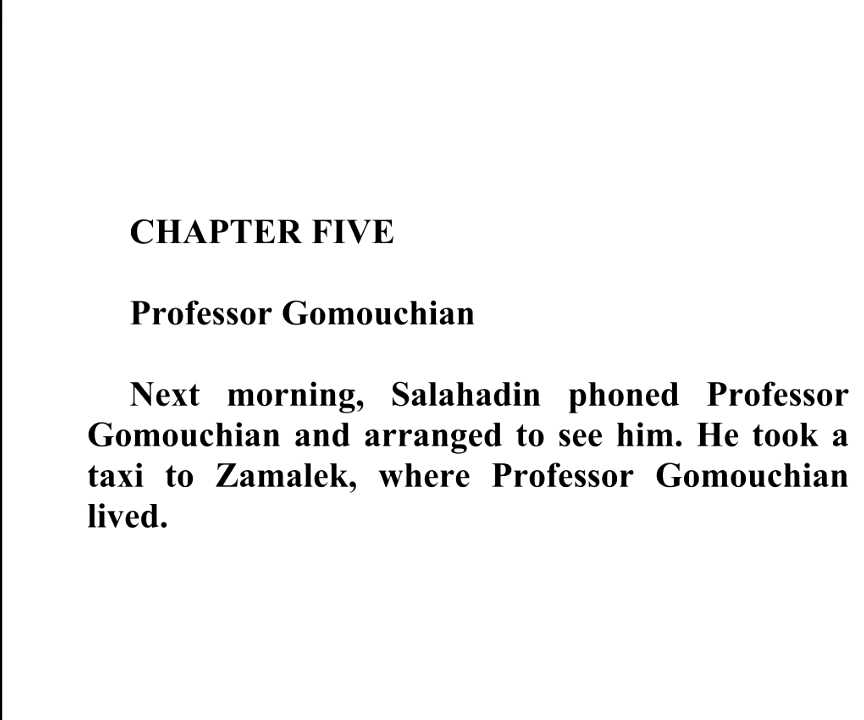 CHAPTER FIVE
Professor Gomouchian
Next morning, Salahadin phoned Professor
Gomouchian and arranged to see him. He took a
taxi to Zamalek, where Professor Gomouchian
lived.